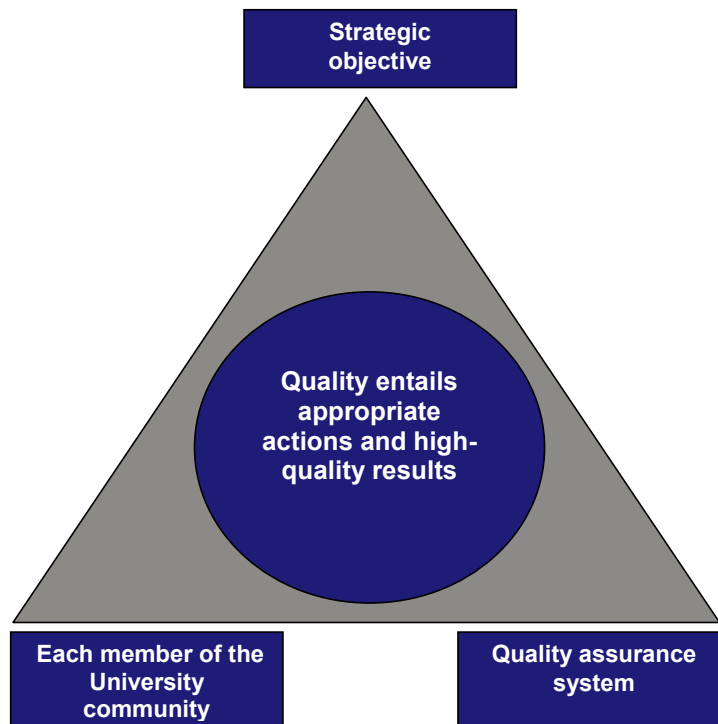 Strategic
objective
Quality entails
appropriate
actions and high-
quality results
Each member of the
University
community
Quality assurance
system